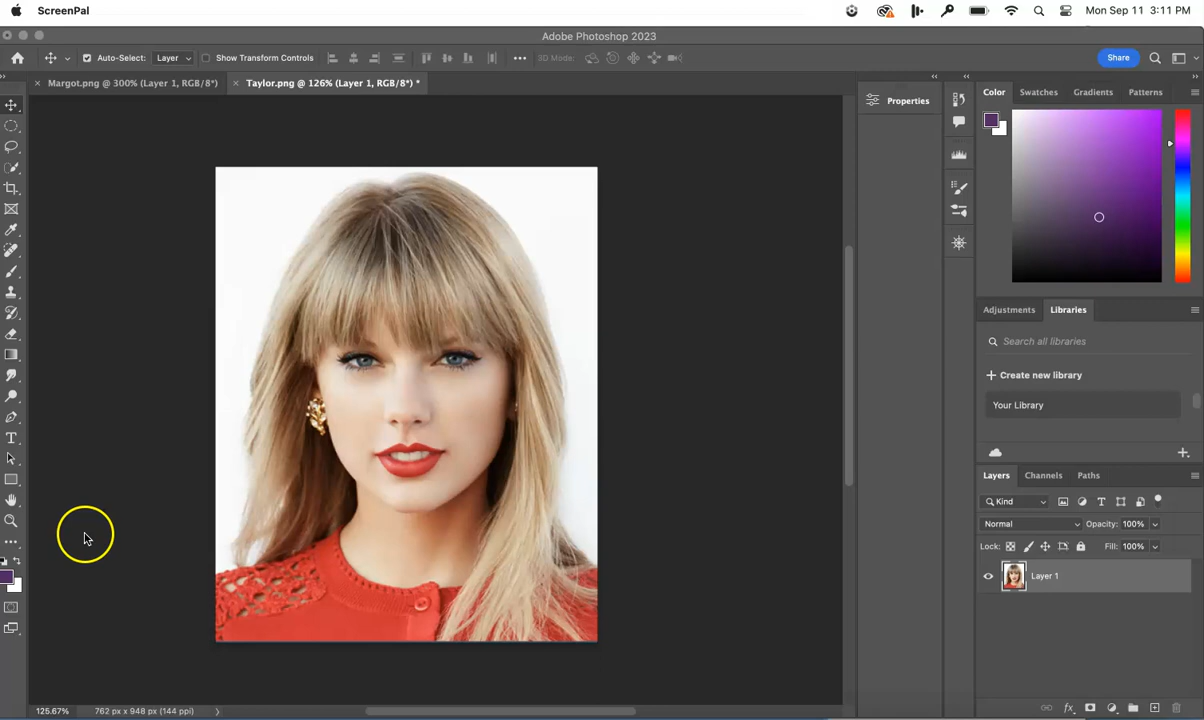 ScreenPal
Mon Sep 11 3:11 PM
Adobe Photoshop 2023
Auto-Select: Layer Show Transform Controls 3D Mode: Share
Margot.png @ 300% (Layer 1, RGB/8*) Taylor.png @ 126% (Layer 1, RGB/8*) *
Properties
Color Swatches Gradients Patterns
Adjustments Libraries
Search all libraries
Create new library
Your Library
Layers Channels Paths
Kind
Normal Opacity: 100%
Lock: Fill: 100%
Layer 1
125.67% 762 px x 948 px (144 ppi)